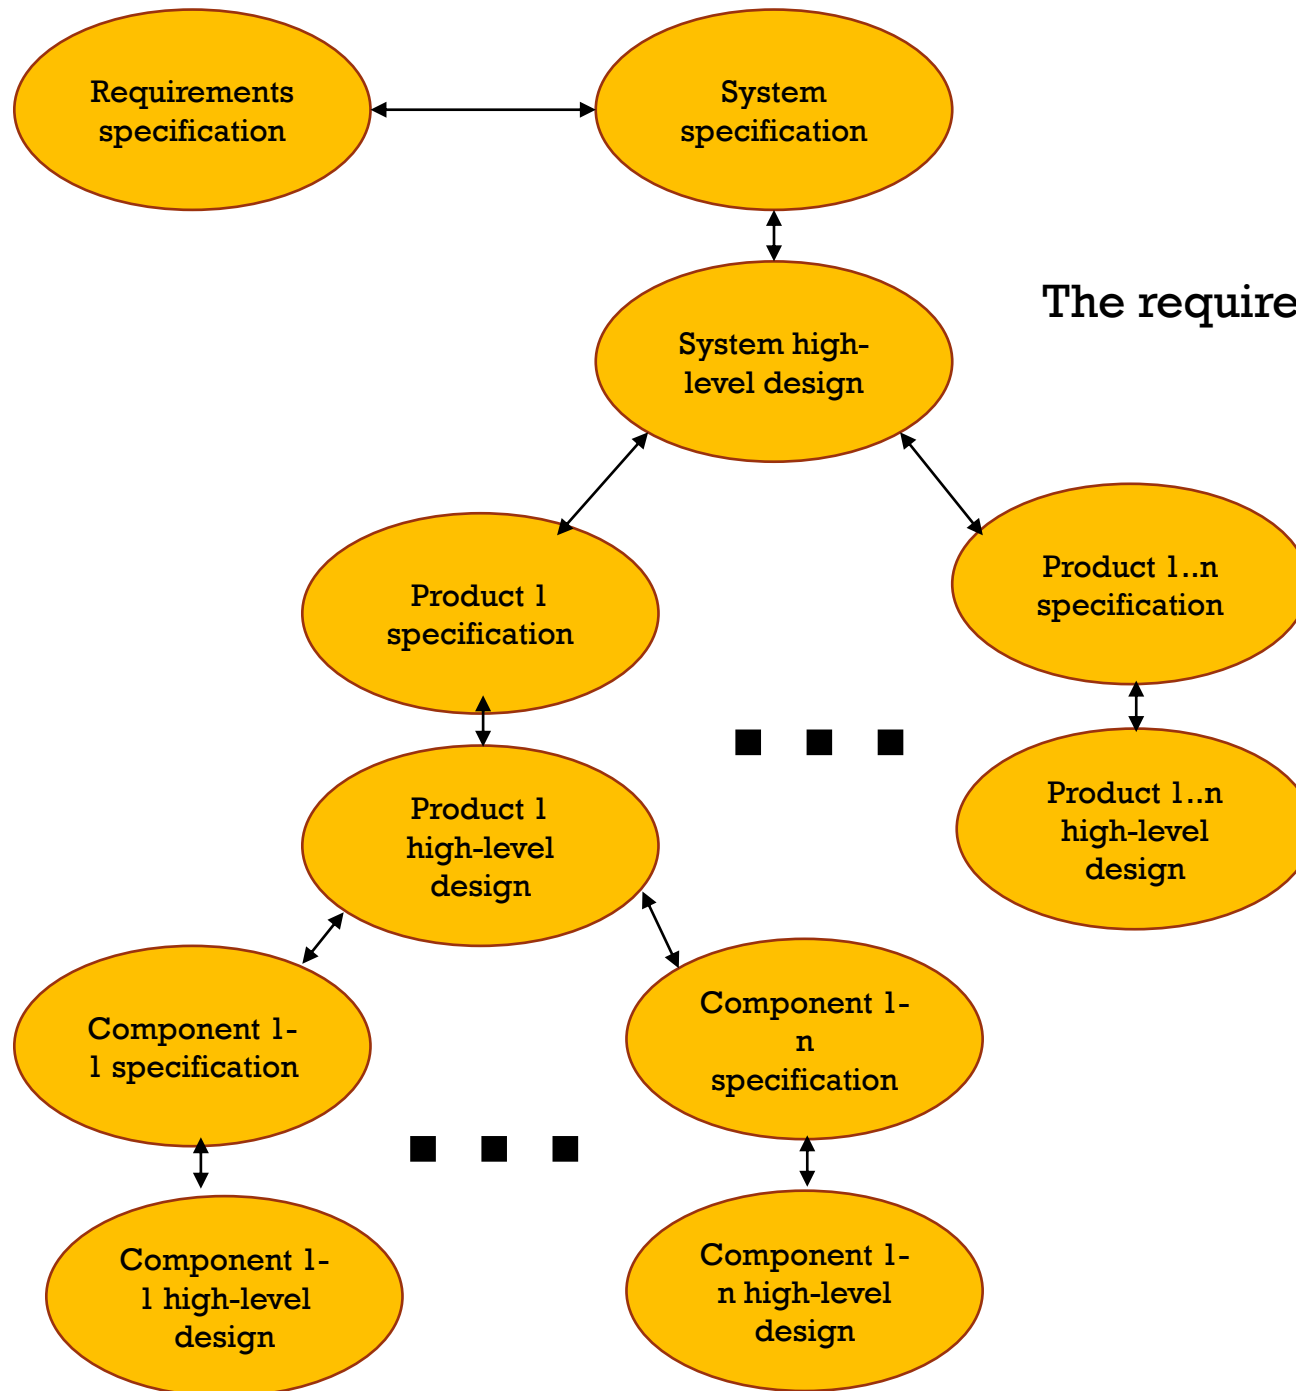 Requirements
specification
System
specification
The require
System high-
level design
Product 1
specification
Product 1..n
specification
Product 1
high-level
design
Product 1..n
high-level
design
Component 1-
1 specification
Component 1-
n
specification
Component 1-
1 high-level
design
Component 1-
n high-level
design